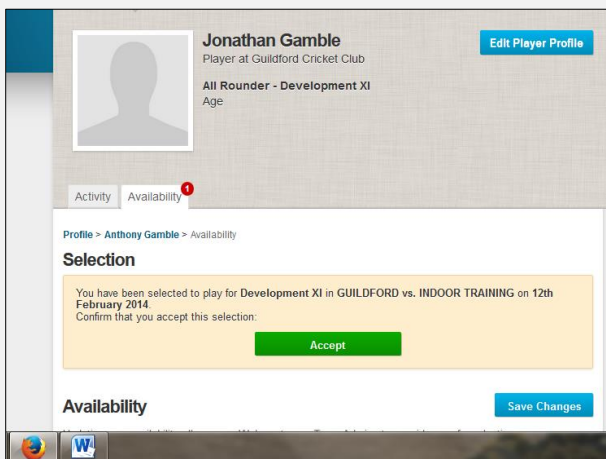 Jonathan Gamble
Edit Player Profile
Player at Guildford Cricket Club
All Rounder - Development XI
Age
Activity
Availability
1
Profile > Anthony Gamble > Availability
Selection
You have been selected to play for Development XI in GUILDFORD vs. INDOOR TRAINING on 12th
February 2014.
Confirm that you accept this selection:
Accept
Availability
Save Changes
W